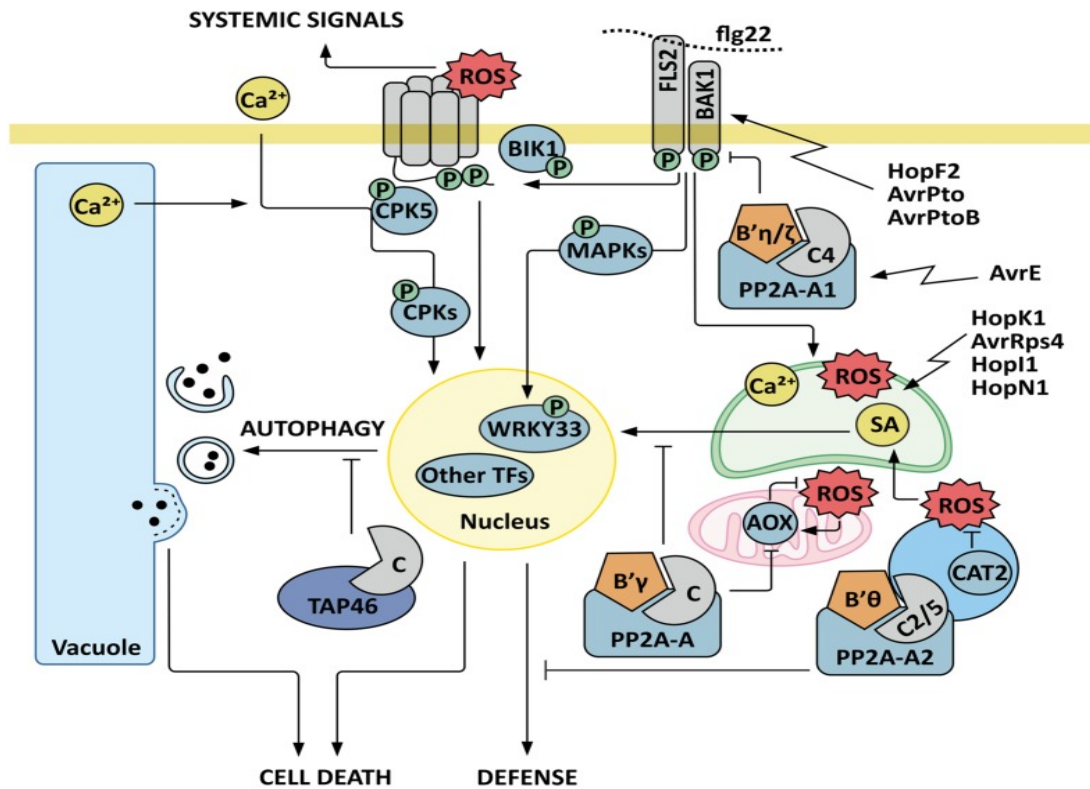 SYSTEMIC SIGNALS
flg22
ROS
FLS2
BAK1
Ca²⁺
BIK1
P
P
P
P
P
HopF2
AvrPto
AvrPtoB
Ca²⁺
P
CPK5
P
MAPKs
B'η/ζ
C4
PP2A-A1
AvrE
P
CPKs
HopK1
AvrRps4
HopI1
HopN1
Ca²⁺
ROS
SA
P
WRKY33
AUTOPHAGY
Other TFs
Nucleus
ROS
AOX
ROS
CAT2
C
TAP46
B'γ
C
PP2A-A
B'θ
C2/5
PP2A-A2
Vacuole
CELL DEATH
DEFENSE